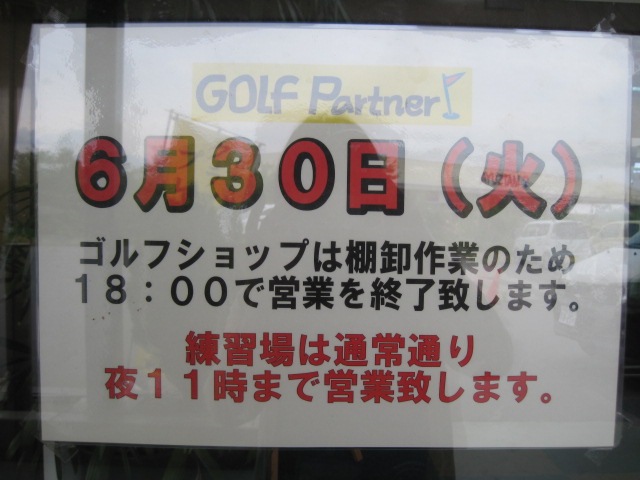 GOLF Partner
６月３０日（火）
ゴルフショップは棚卸作業のため
１８：００で営業を終了致します。
練習場は通常通り
夜１１時まで営業致します。